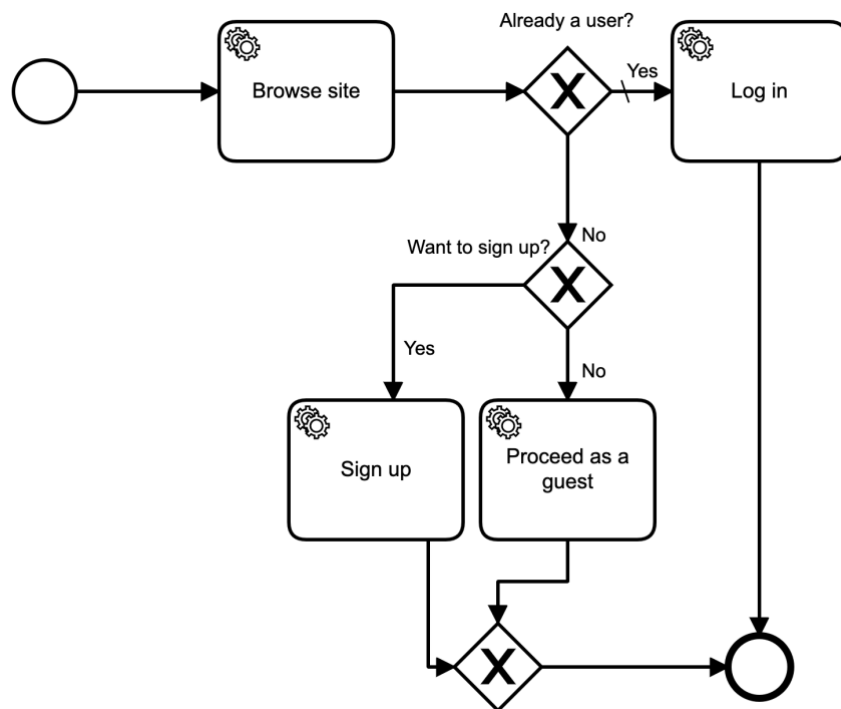 Already a user?
Browse site
Yes
Log in
No
Want to sign up?
Yes
No
Sign up
Proceed as a
guest